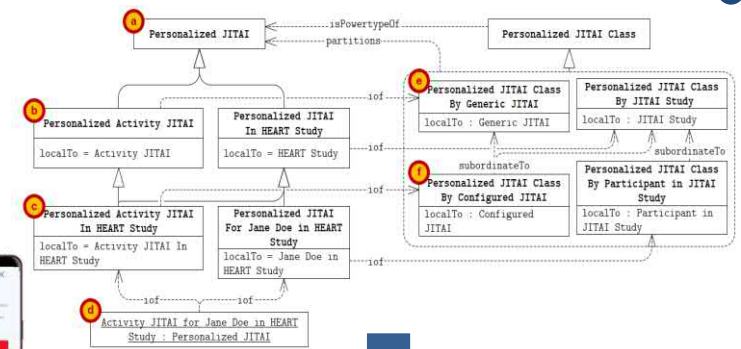 a
Personalized JITAI
isPowertypeOf
partitions
Personalized JITAI Class
b
Personalized Activity JITAI
localTo = Activity JITAI
Personalized JITAI
In HEART Study
localTo = HEART Study
iof
iof
iof
iof
e
Personalized JITAI Class
By Generic JITAI
localTo : Generic JITAI
Personalized JITAI Class
By JITAI Study
localTo : JITAI Study
subordinateTo
subordinateTo
f
Personalized JITAI Class
By Configured JITAI
localTo : Configured
JITAI
Personalized JITAI Class
By Participant in JITAI
Study
localTo : Participant in
JITAI Study
c
Personalized Activity JITAI
In HEART Study
localTo = Activity JITAI In
HEART Study
Personalized JITAI
For Jane Doe in HEART
Study
localTo = Jane Doe in
HEART Study
iof
iof
d
Activity JITAI for Jane Doe in HEART
Study : Personalized JITAI